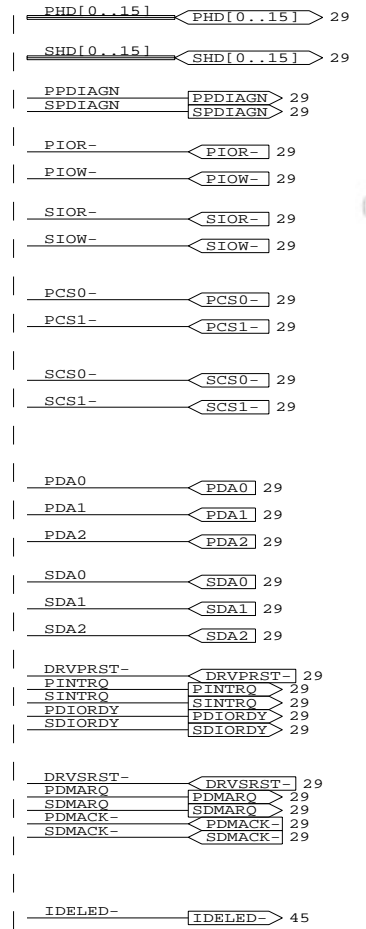 PHD[0..15] PHD[0..15] 29
SHD[0..15] SHD[0..15] 29
PPDIAGN PPDIAGN 29
SPDIAGN SPDIAGN 29
PIOR- PIOR- 29
PIOW- PIOW- 29
SIOR- SIOR- 29
SIOW- SIOW- 29
PCS0- PCS0- 29
PCS1- PCS1- 29
SCS0- SCS0- 29
SCS1- SCS1- 29
PDA0 PDA0 29
PDA1 PDA1 29
PDA2 PDA2 29
SDA0 SDA0 29
SDA1 SDA1 29
SDA2 SDA2 29
DRVPRST- DRVPRST- 29
PINTRQ PINTRQ 29
SINTRQ SINTRQ 29
PDIORDY PDIORDY 29
SDIORDY SDIORDY 29
DRVSRST- DRVSRST- 29
PDMARQ PDMARQ 29
SDMARQ SDMARQ 29
PDMACK- PDMACK- 29
SDMACK- SDMACK- 29
IDELED- IDELED- 45